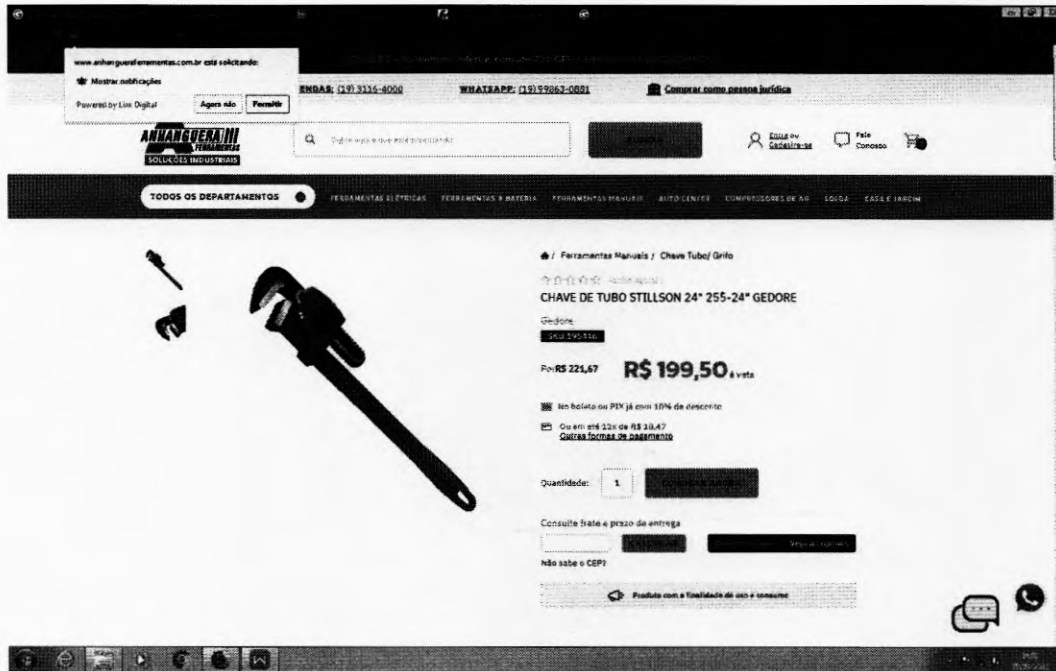 www.anhangueraferramentas.com.br está solicitando:
Mostrar notificações
Powered by Lim Digital
Agora não
Permitir
ENDAS: (19) 3116-4000
WHATSAPP: (19) 99863-0881
Comprar como pessoa jurídica
ANHANGUERA
FERRAMENTAS
SOLUÇÕES INDUSTRIAIS
Entre ou
Cadastre-se
Fale
Conosco
TODOS OS DEPARTAMENTOS
FERRAMENTAS ELÉTRICAS
FERRAMENTAS A BATERIA
FERRAMENTAS MANUAIS
AUTO CENTER
COMPRESSORES DE AR
SOLDA
CASA E JARDIM
/ Ferramentas Manuais / Chave Tubo/ Grifo
CHAVE DE TUBO STILLSON 24" 255-24" GEDORE
Gedore
SKU 195416
Por R$ 221,67
R$ 199,50 à vista
No boleto ou PIX já com 10% de desconto
Ou em até 12x de R$ 18,47
Outras formas de pagamento
Quantidade:
1
Consulte frete e prazo de entrega
Não sabe o CEP?
Produto com a finalidade de uso e consumo